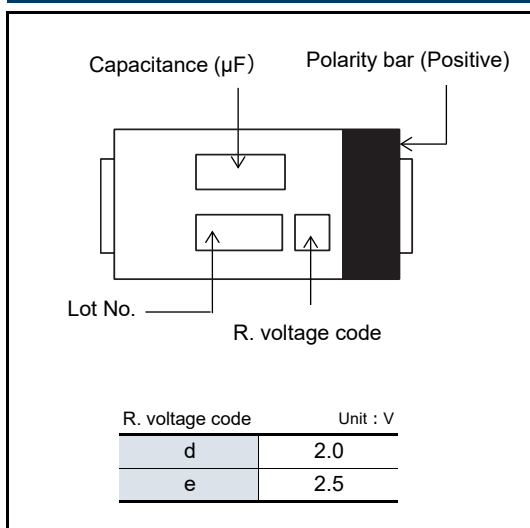 Capacitance (µF)
Polarity bar (Positive)
Lot No.
R. voltage code
R. voltage code Unit : V
d 2.0
e 2.5